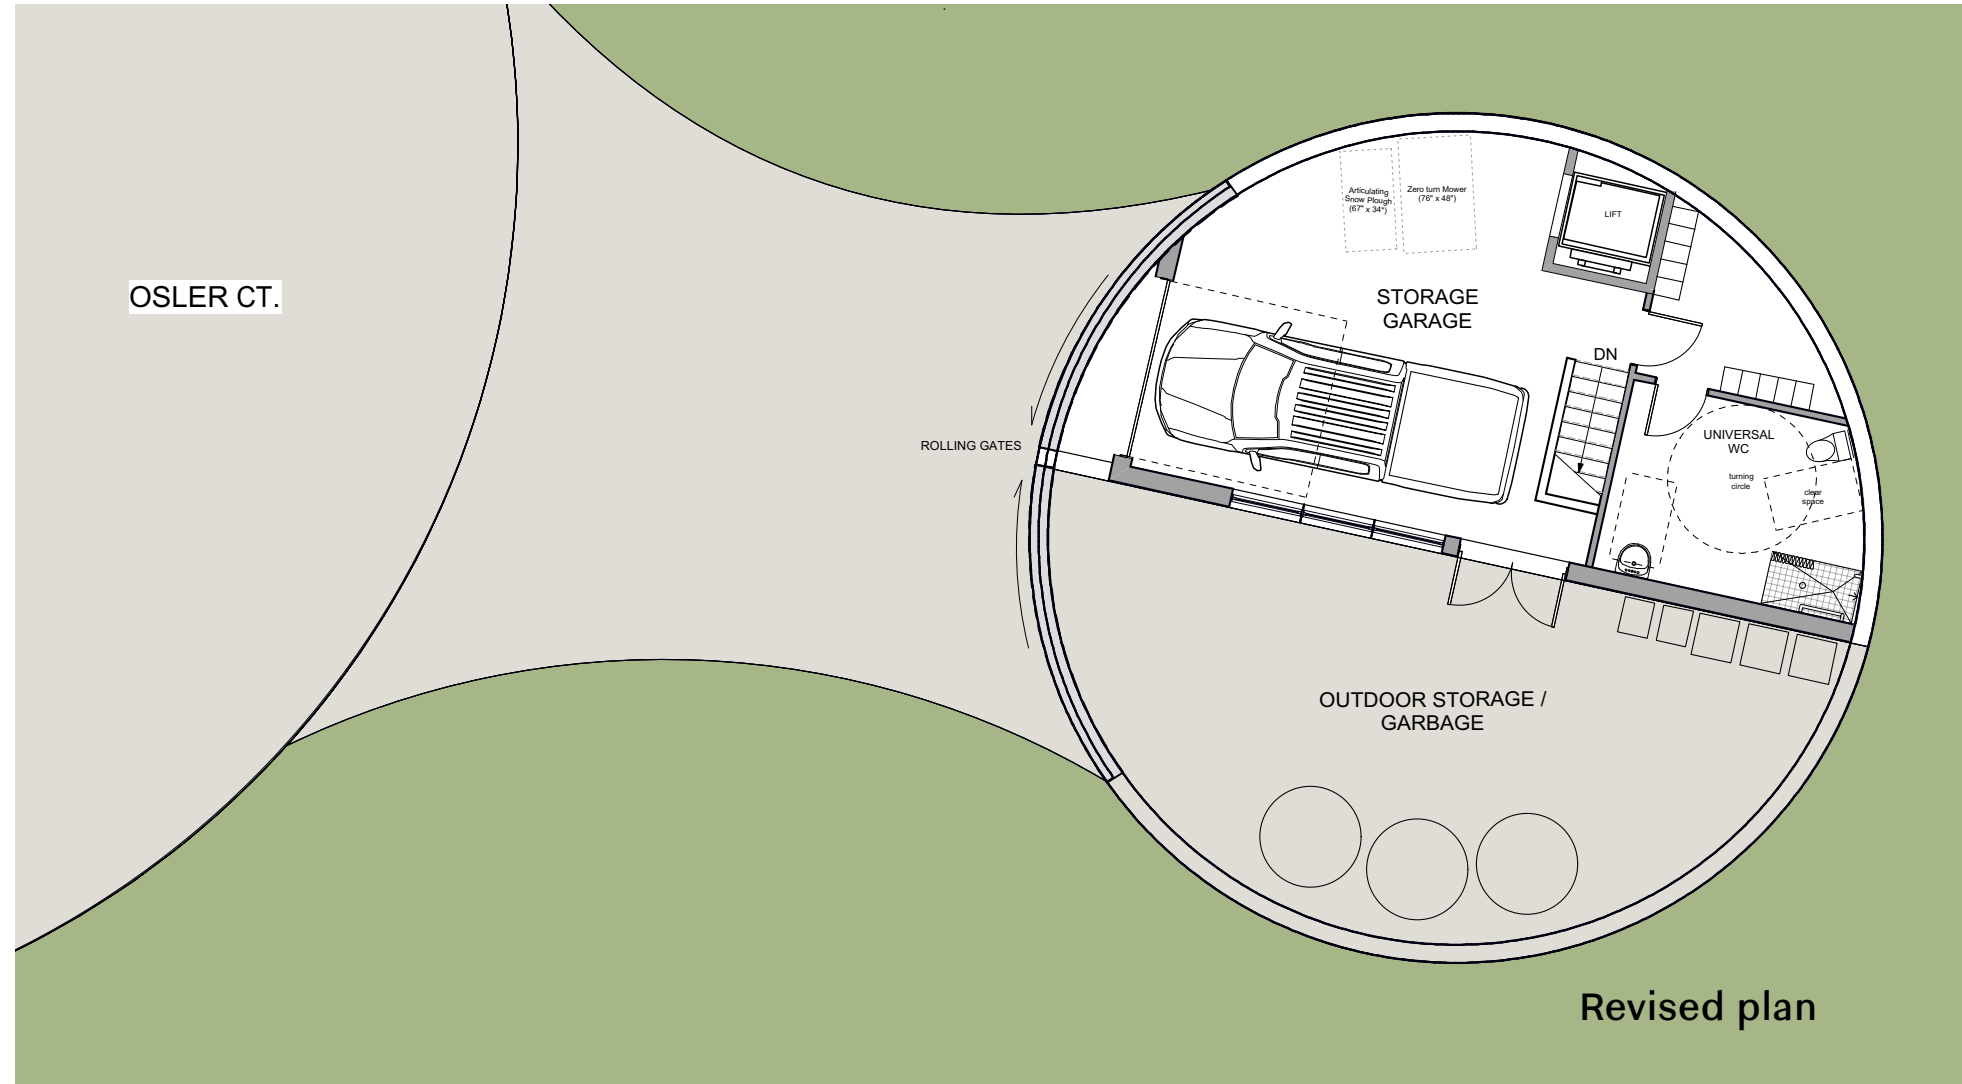 OSLER CT.
ROLLING GATES
Articulating
Snow Plough
(67" x 34")
Zero turn Mower
(76" x 48")
LIFT
STORAGE
GARAGE
DN
UNIVERSAL
WC
turning
circle
clear
space
OUTDOOR STORAGE /
GARBAGE
Revised plan